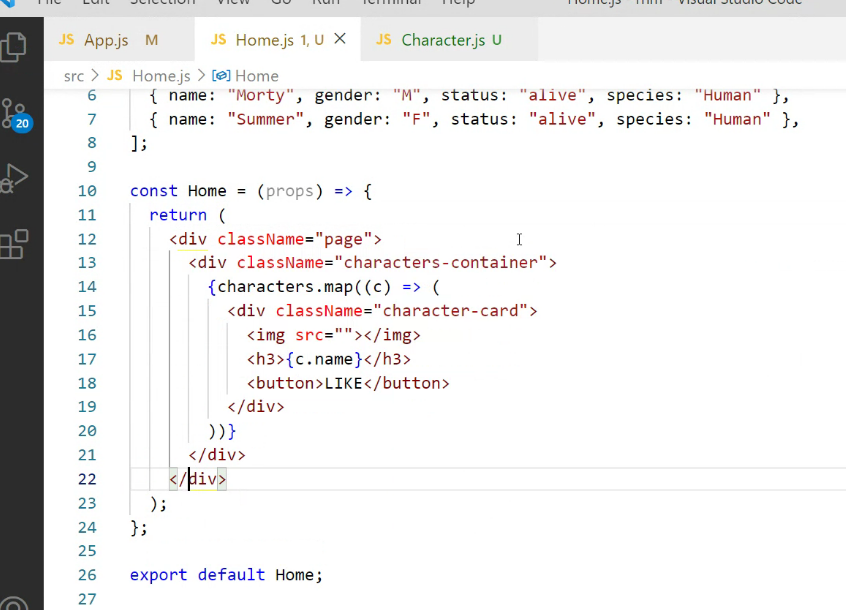 File Edit Selection View Go Run Terminal Help Home.js - mm - Visual Studio Code
JS App.js M JS Home.js 1, U × JS Character.js U
src > JS Home.js > Home
20
6 { name: "Morty", gender: "M", status: "alive", species: "Human" },
7 { name: "Summer", gender: "F", status: "alive", species: "Human" },
8 ];
9
10 const Home = (props) => {
11 return (
12 <div className="page">
13 <div className="characters-container">
14 {characters.map((c) => (
15 <div className="character-card">
16 <img src=""></img>
17 <h3>{c.name}</h3>
18 <button>LIKE</button>
19 </div>
20 ))}
21 </div>
22 </div>
23 );
24 };
25
26 export default Home;
27